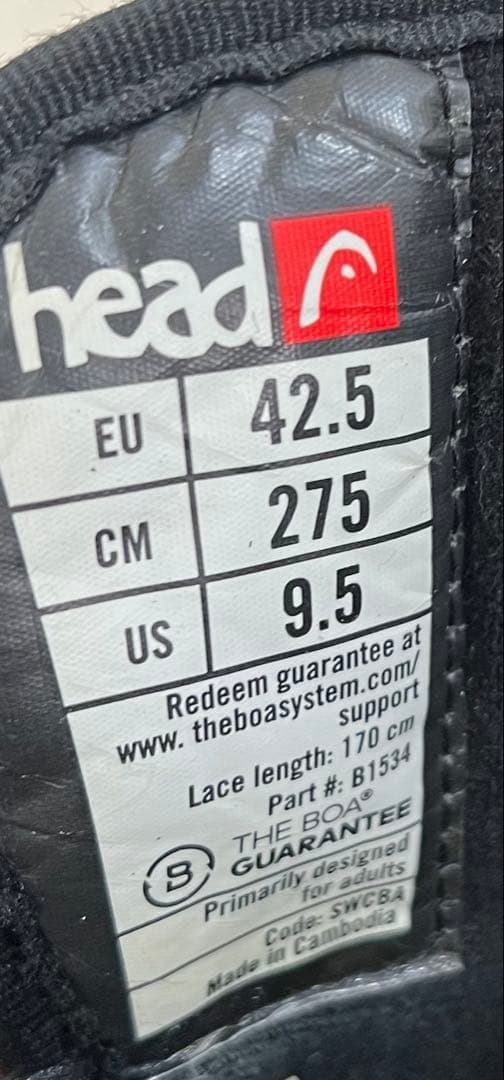 head
EU 42.5
CM 275
US 9.5
Redeem guarantee at
www. theboasystem.com/
support
Lace length: 170 cm
Part #: B1534
B THE BOA®
GUARANTEE
Primarily designed
for adults
Code: SWCBA
Made in Cambodia